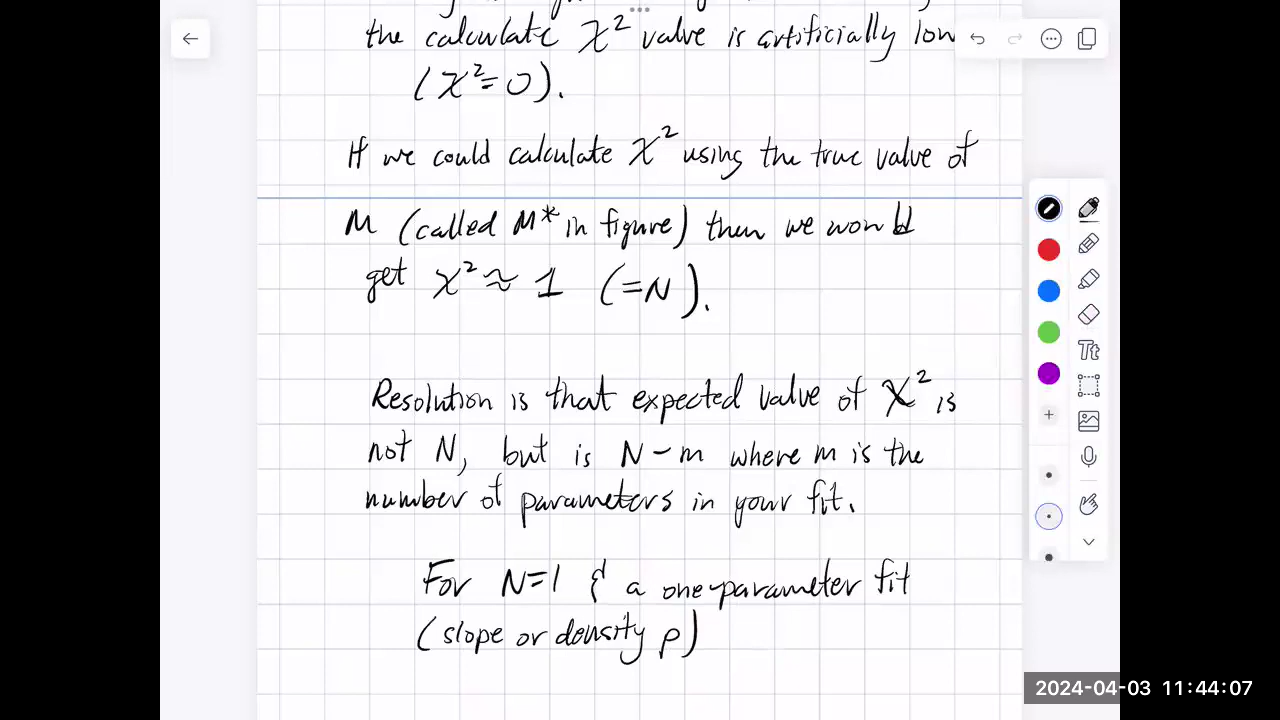 the calculate χ² value is artificially low
(χ²=0).
If we could calculate χ² using the true value of
M (called M* in figure) then we would
get χ² ≈ 1 (=N).
Resolution is that expected value of χ² is
not N, but is N-m where m is the
number of parameters in your fit.
For N=1 & a one-parameter fit
(slope or density ρ)
Tt
2024-04-03 11:44:07